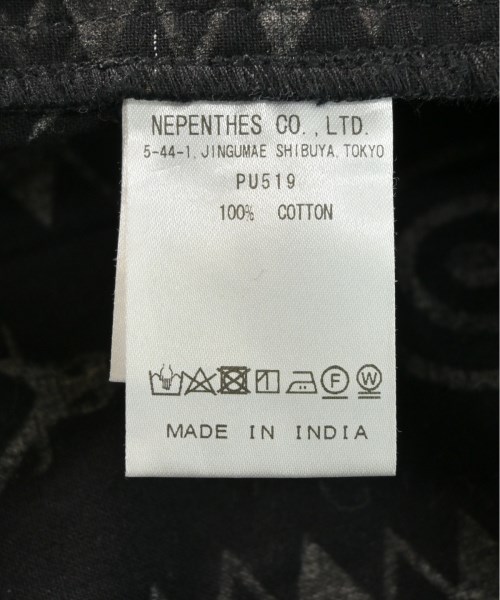 NEPENTHES CO.,LTD.
5-44-1, JINGUMAE SHIBUYA, TOKYO
PU519
100% COTTON
F W
MADE IN INDIA